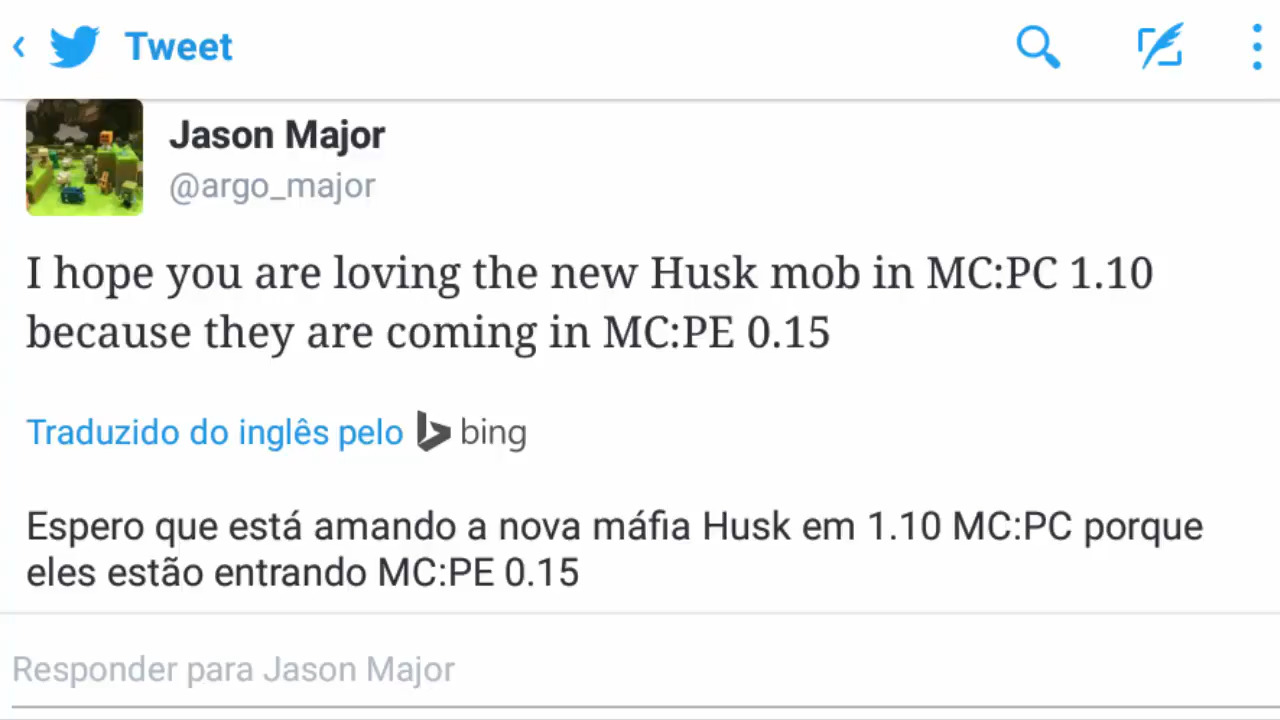 Tweet
Jason Major
@argo_major
I hope you are loving the new Husk mob in MC:PC 1.10
because they are coming in MC:PE 0.15
Traduzido do inglês pelo bing
Espero que está amando a nova máfia Husk em 1.10 MC:PC porque
eles estão entrando MC:PE 0.15
Responder para Jason Major